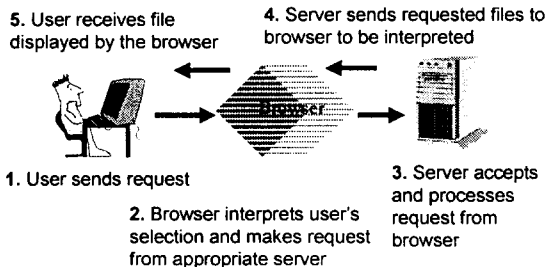 5. User receives file
displayed by the browser
4. Server sends requested files to
browser to be interpreted
Browser
1. User sends request
2. Browser interprets user's
selection and makes request
from appropriate server
3. Server accepts
and processes
request from
browser